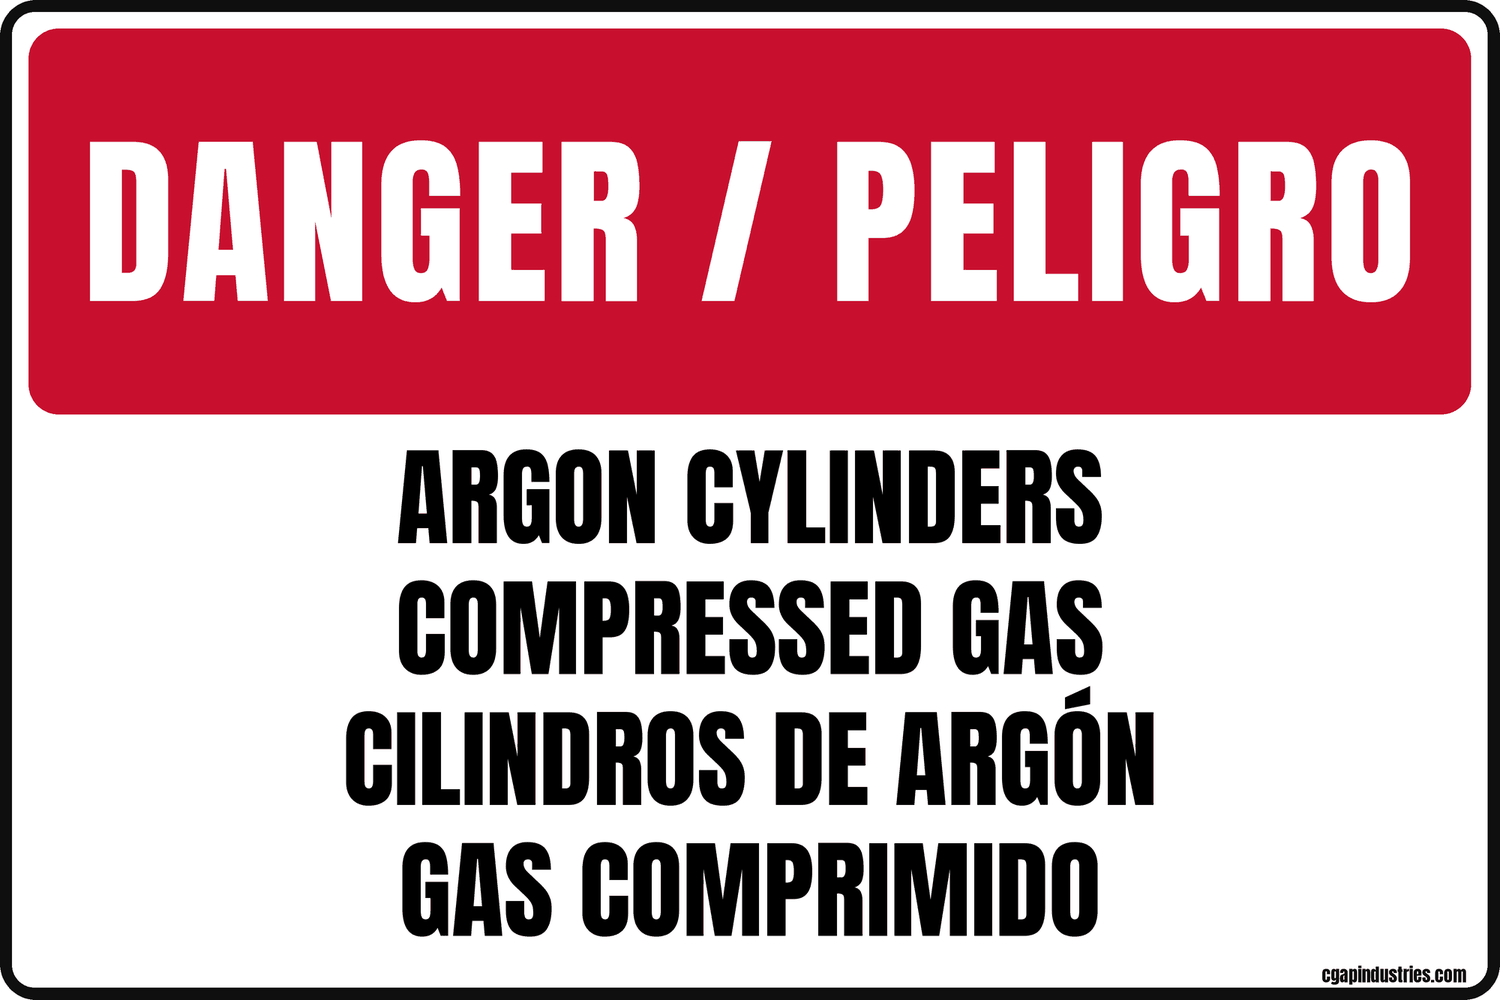 DANGER / PELIGRO
ARGON CYLINDERS
COMPRESSED GAS
CILINDROS DE ARGÓN
GAS COMPRIMIDO
cgapindustries.com